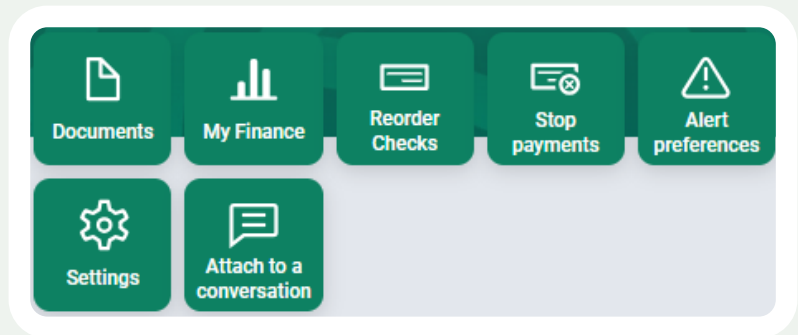 Documents
My Finance
Reorder
Checks
Stop
payments
Alert
preferences
Settings
Attach to a
conversation